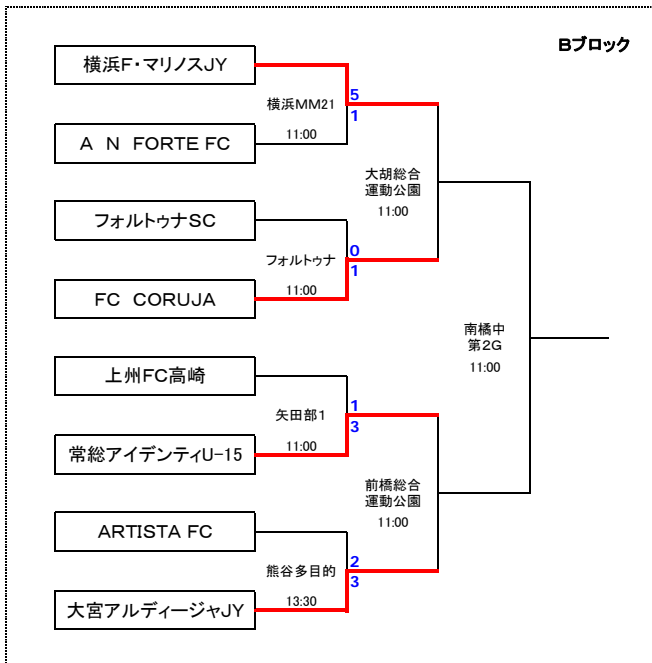 Bブロック
横浜F・マリノスJY
5
横浜MM21
1
11:00
A N FORTE FC
大胡総合
運動公園
11:00
フォルトゥナSC
0
フォルトゥナ
1
11:00
FC CORUJA
南橘中
第2G
11:00
上州FC高崎
1
矢田部1
3
11:00
常総アイデンティU-15
前橋総合
運動公園
11:00
ARTISTA FC
2
熊谷多目的
3
13:30
大宮アルディージャJY